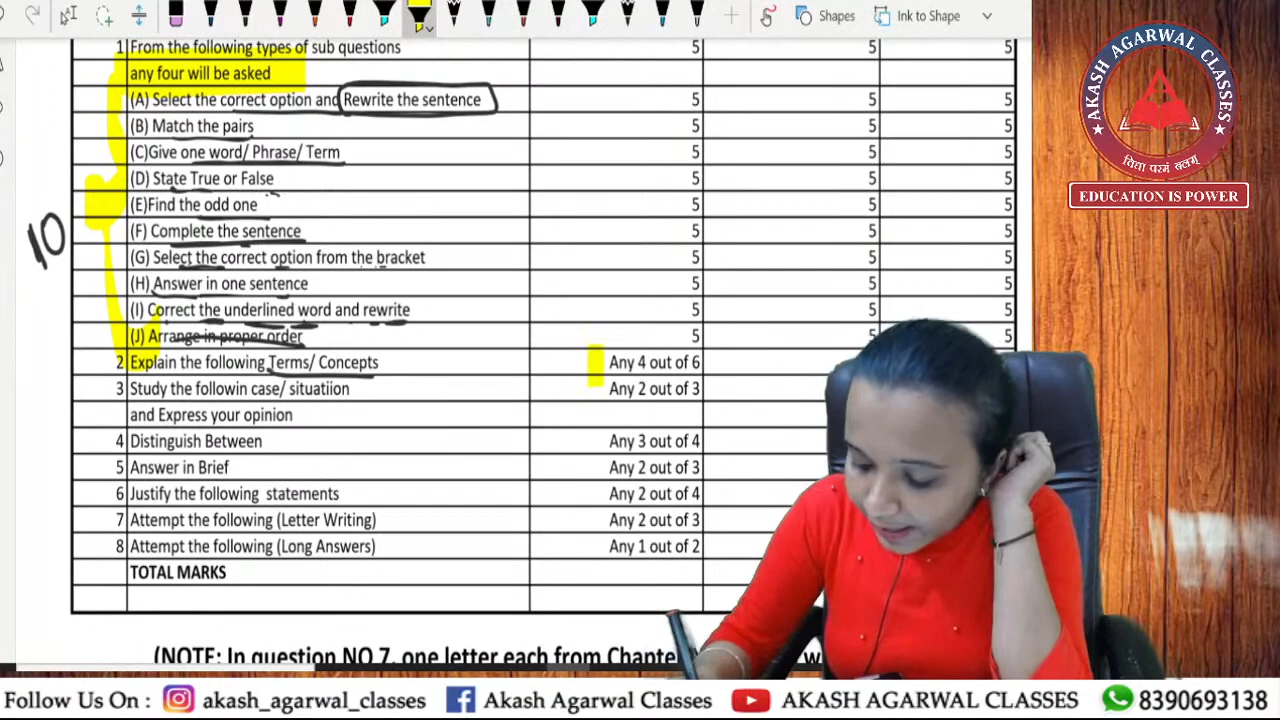 Shapes
Ink to Shape
1 From the following types of sub questions 5 5 5
any four will be asked
(A) Select the correct option and Rewrite the sentence 5 5 5
(B) Match the pairs 5 5 5
(C)Give one word/ Phrase/ Term 5 5 5
(D) State True or False 5 5 5
(E)Find the odd one 5 5 5
(F) Complete the sentence 5 5 5
(G) Select the correct option from the bracket 5 5 5
(H) Answer in one sentence 5 5 5
(I) Correct the underlined word and rewrite 5 5 5
(J) Arrange in proper order 5 5 5
10
2 Explain the following Terms/ Concepts Any 4 out of 6
3 Study the followin case/ situatiion Any 2 out of 3
and Express your opinion
4 Distinguish Between Any 3 out of 4
5 Answer in Brief Any 2 out of 3
6 Justify the following statements Any 2 out of 4
7 Attempt the following (Letter Writing) Any 2 out of 3
8 Attempt the following (Long Answers) Any 1 out of 2
TOTAL MARKS
(NOTE: In question NO 7, one letter each from
AKASH AGARWAL CLASSES
विद्या परमं बलम्
EDUCATION IS POWER
Follow Us On : akash_agarwal_classes Akash Agarwal Classes AKASH AGARWAL CLASSES 8390693138